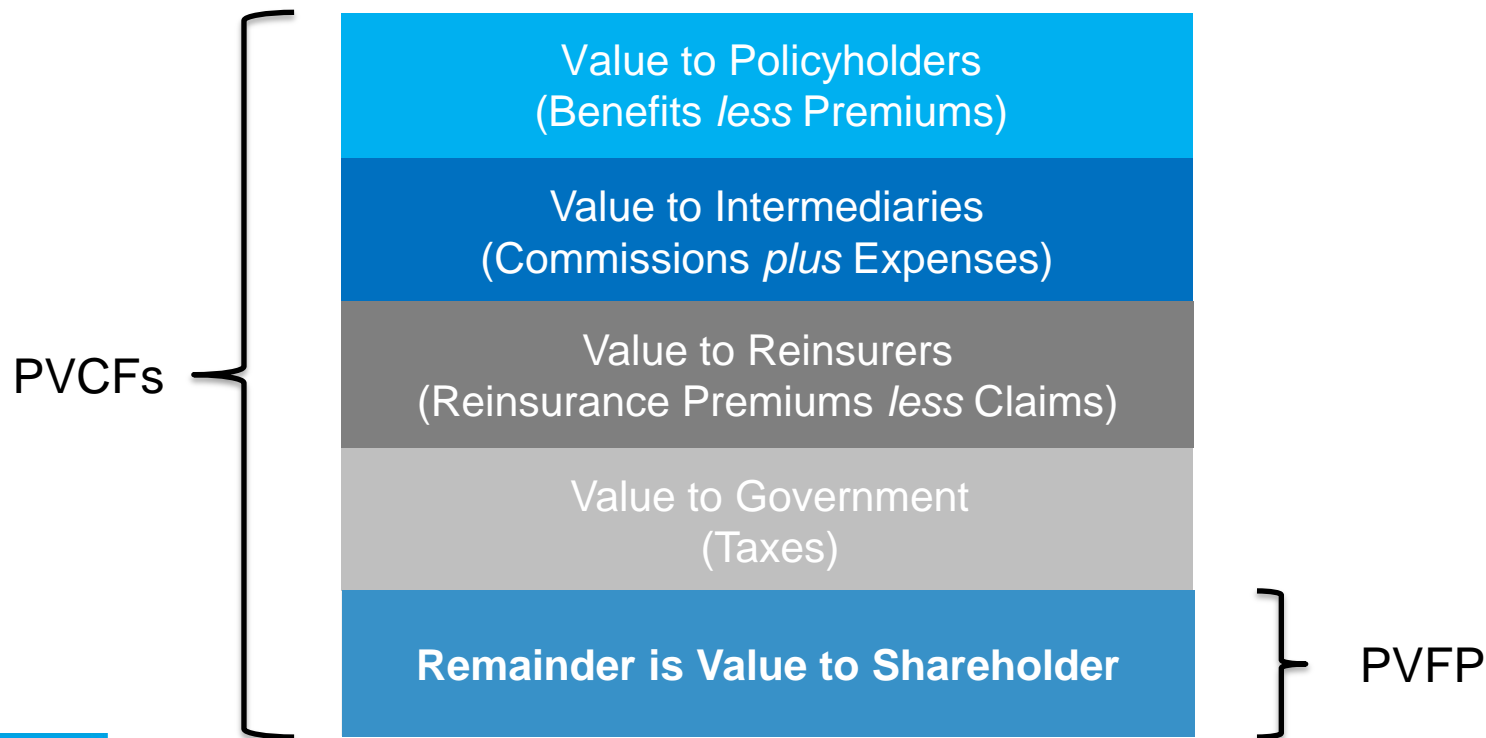 Value to Policyholders
(Benefits less Premiums)
Value to Intermediaries
(Commissions plus Expenses)
PVCFs
Value to Reinsurers
(Reinsurance Premiums less Claims)
Value to Government
(Taxes)
Remainder is Value to Shareholder
PVFP